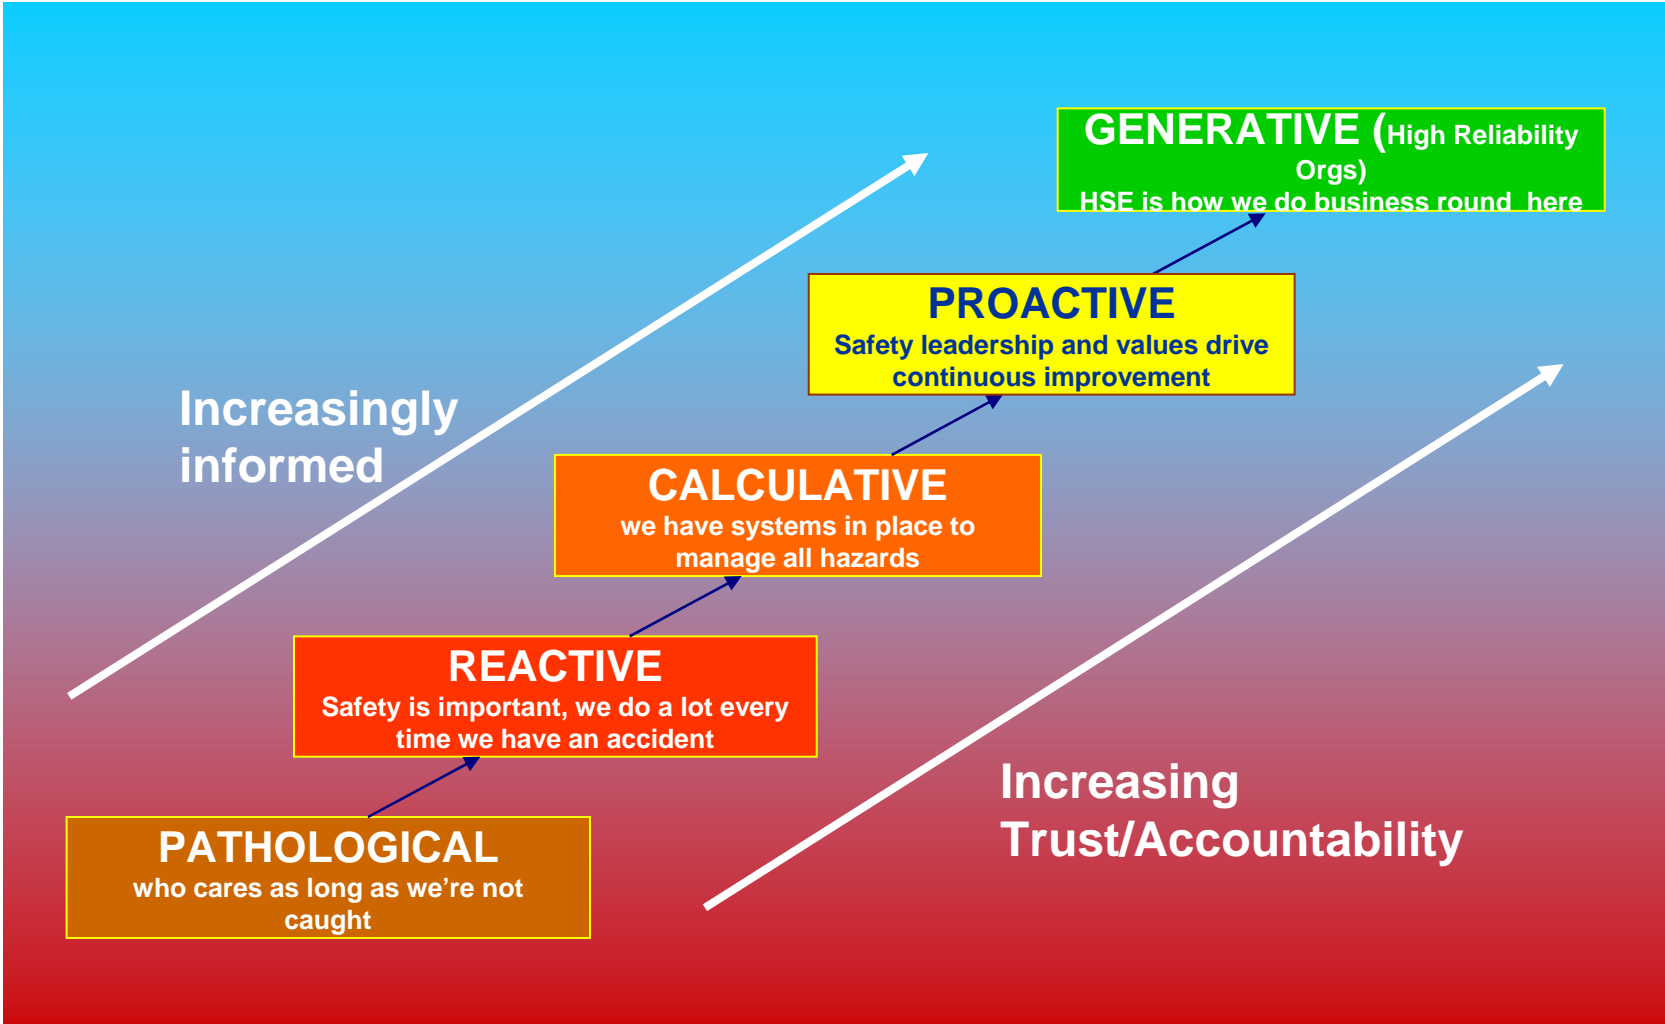 GENERATIVE (High Reliability
Orgs)
HSE is how we do business round  here
PROACTIVE
Safety leadership and values drive
continuous improvement
Increasingly
informed
CALCULATIVE
we have systems in place to
manage all hazards
REACTIVE
Safety is important, we do a lot every
time we have an accident
Increasing
Trust/Accountability
PATHOLOGICAL
who cares as long as we’re not
caught